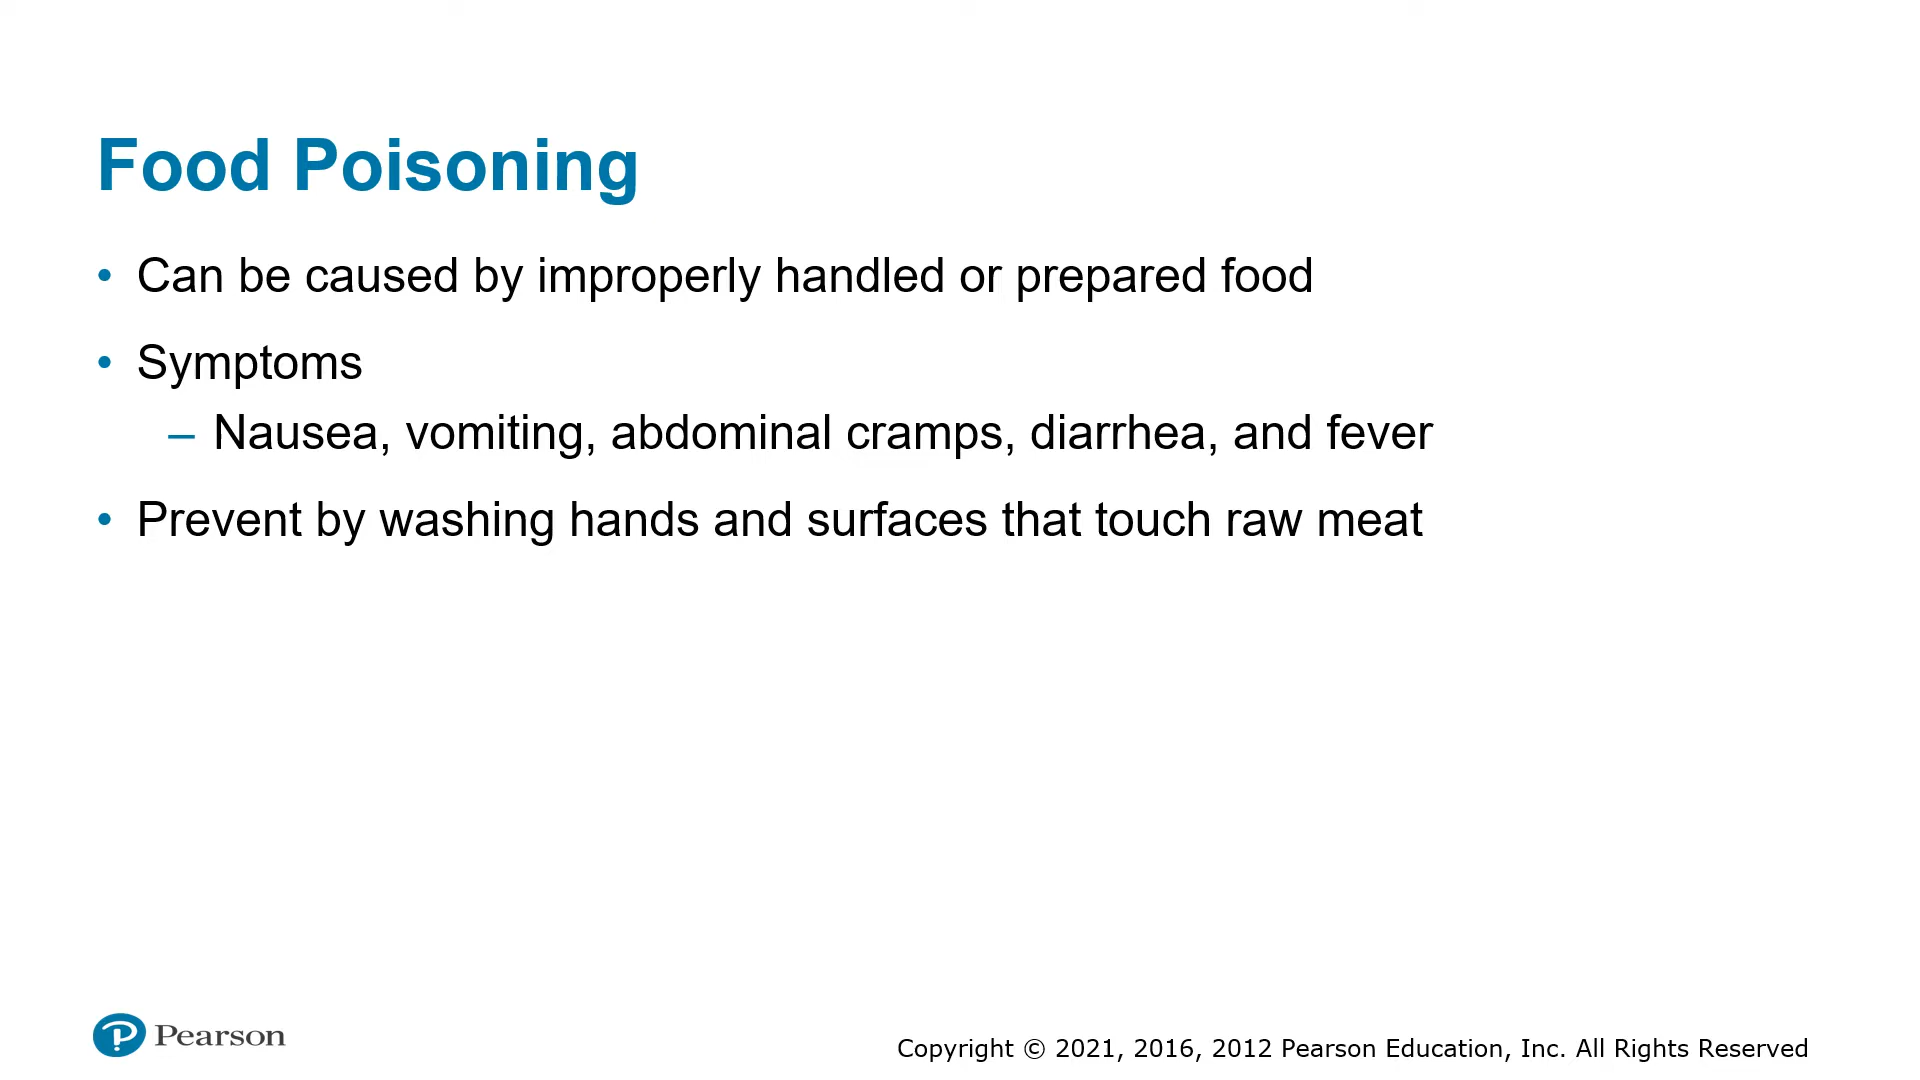 Food Poisoning
• Can be caused by improperly handled or prepared food
• Symptoms
– Nausea, vomiting, abdominal cramps, diarrhea, and fever
• Prevent by washing hands and surfaces that touch raw meat
Pearson
Copyright © 2021, 2016, 2012 Pearson Education, Inc. All Rights Reserved